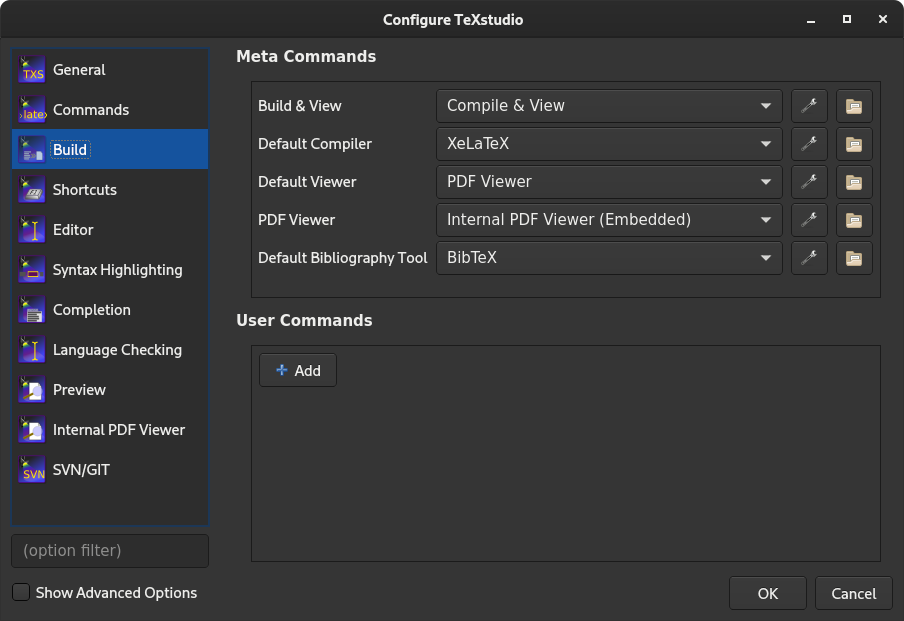 Configure TeXstudio
TXS General
›late› Commands
Build
Shortcuts
Editor
Syntax Highlighting
Completion
Language Checking
Preview
Internal PDF Viewer
SVN SVN/GIT
(option filter)
Show Advanced Options
Meta Commands
Build & View Compile & View
Default Compiler XeLaTeX
Default Viewer PDF Viewer
PDF Viewer Internal PDF Viewer (Embedded)
Default Bibliography Tool BibTeX
User Commands
Add
OK Cancel